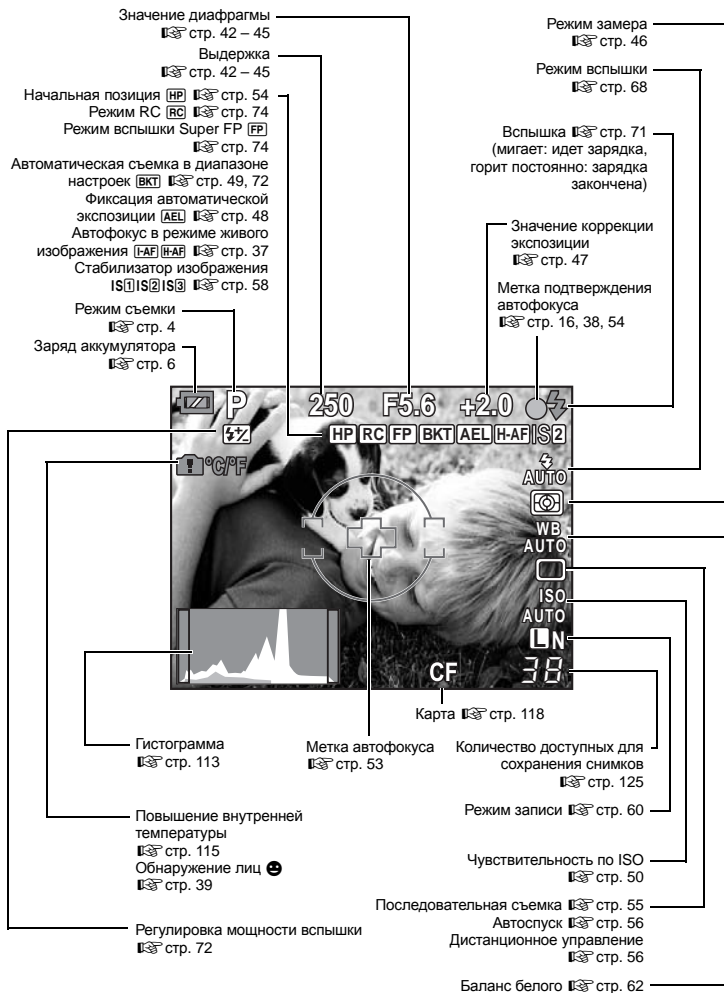 Значение диафрагмы
☞ стр. 42 – 45
Выдержка
☞ стр. 42 – 45
Начальная позиция HP ☞ стр. 54
Режим RC RC ☞ стр. 74
Режим вспышки Super FP FP
☞ стр. 74
Автоматическая съемка в диапазоне
настроек BKT ☞ стр. 49, 72
Фиксация автоматической
экспозиции AEL ☞ стр. 48
Автофокус в режиме живого
изображения I-AF H-AF ☞ стр. 37
Стабилизатор изображения
IS1 IS2 IS3 ☞ стр. 58
Режим съемки
☞ стр. 4
Заряд аккумулятора
☞ стр. 6
Режим замера
☞ стр. 46
Режим вспышки
☞ стр. 68
Вспышка ☞ стр. 71
(мигает: идет зарядка,
горит постоянно: зарядка
закончена)
Значение коррекции
экспозиции
☞ стр. 47
Метка подтверждения
автофокуса
☞ стр. 16, 38, 54
P 250 F5.6 +2.0
HP RC FP BKT AEL H-AF IS2
°C/°F
AUTO
WB
AUTO
ISO
AUTO
L N
CF 38
Карта ☞ стр. 118
Гистограмма
☞ стр. 113
Метка автофокуса
☞ стр. 53
Количество доступных для
сохранения снимков
☞ стр. 125
Режим записи ☞ стр. 60
Повышение внутренней
температуры
☞ стр. 115
Обнаружение лиц
☞ стр. 39
Чувствительность по ISO
☞ стр. 50
Последовательная съемка ☞ стр. 55
Автоспуск ☞ стр. 56
Дистанционное управление
☞ стр. 56
Регулировка мощности вспышки
☞ стр. 72
Баланс белого ☞ стр. 62